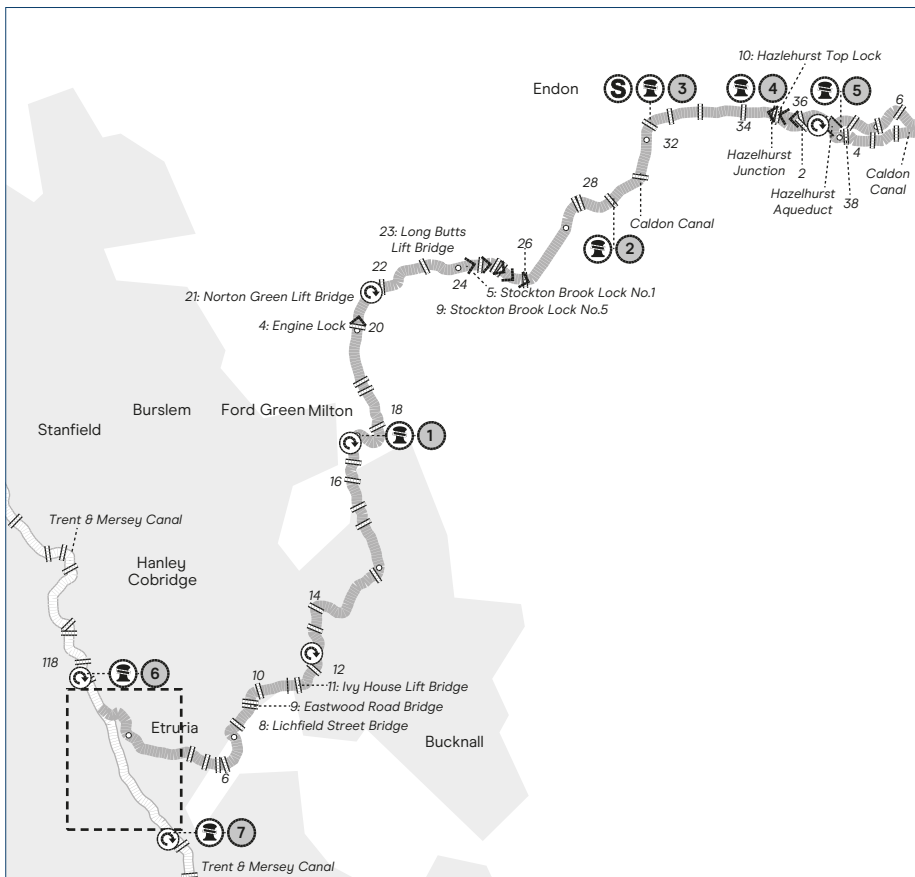 10: Hazlehurst Top Lock
Endon
S
3
4
5
36
6
34
32
Hazelhurst
Junction
2
4
Caldon
Canal
Hazelhurst
Aqueduct
38
28
Caldon Canal
2
23: Long Butts
Lift Bridge
26
22
24
5: Stockton Brook Lock No.1
21: Norton Green Lift Bridge
9: Stockton Brook Lock No.5
4: Engine Lock
20
Burslem
Ford Green
Milton
18
Stanfield
1
16
Trent & Mersey Canal
Hanley
Cobridge
14
118
6
12
10
11: Ivy House Lift Bridge
9: Eastwood Road Bridge
Etruria
8: Lichfield Street Bridge
Bucknall
6
7
Trent & Mersey Canal